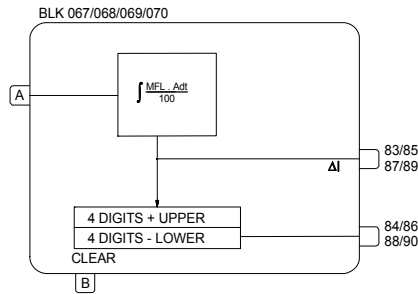 BLK 067/068/069/070
A
∫ MFL . Adt
100
83/85
ΔI
87/89
4 DIGITS + UPPER
4 DIGITS - LOWER
84/86
88/90
CLEAR
B